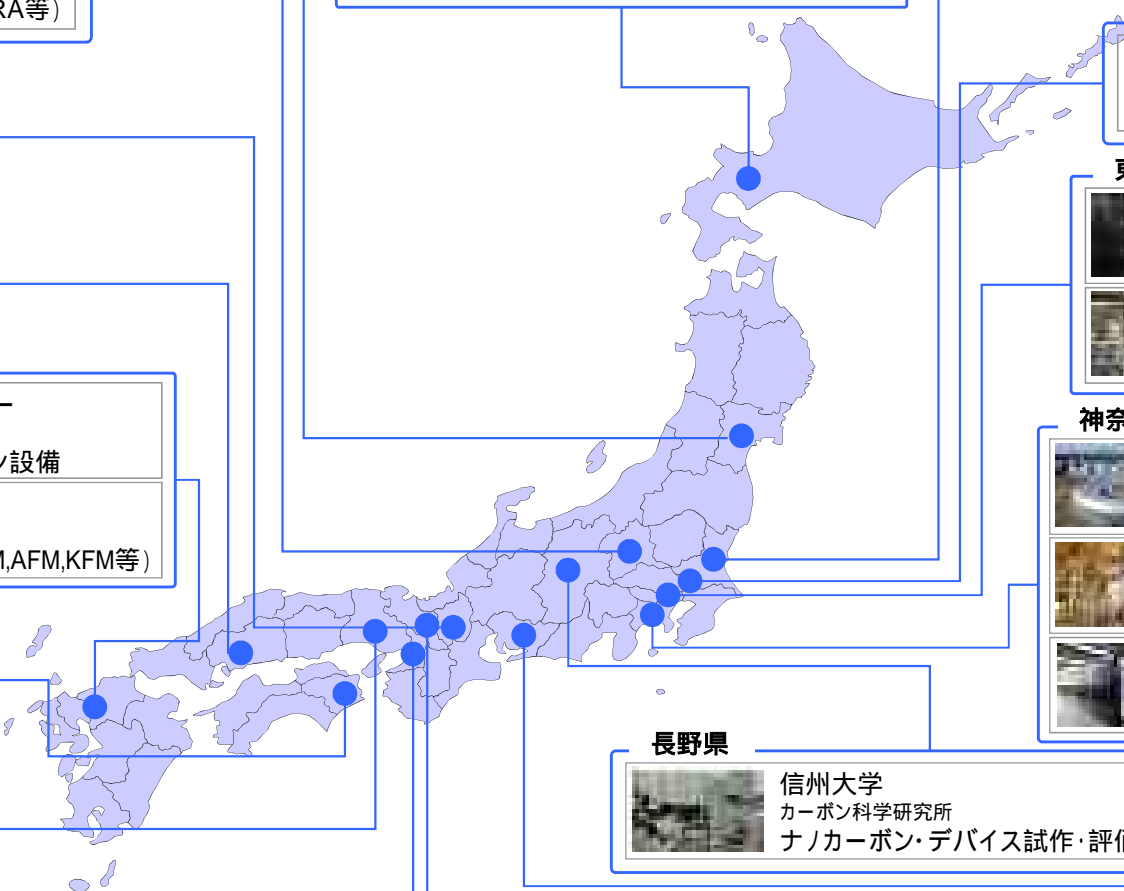 RA等）
ー
ン設備
M,AFM,KFM等）
東
神奈
長野県
信州大学
カーボン科学研究所
ナノカーボン・デバイス試作・評価